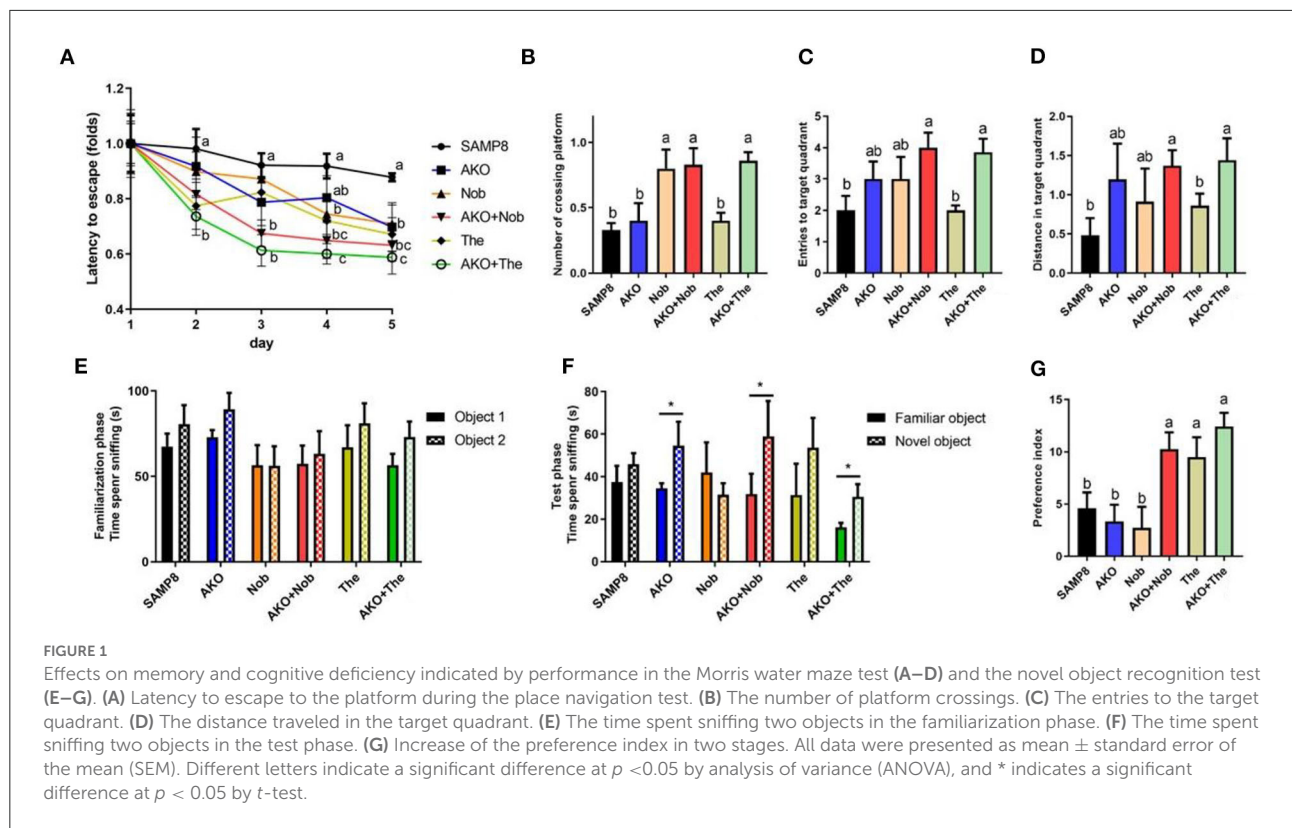 A
Latency to escape (folds)
1.2
1.0
0.8
0.6
0.4
1 2 3 4 5
day
a a a a
ab
b b
b bc bc
b b c c
SAMP8
AKO
Nob
AKO+Nob
The
AKO+The
B
Number of crossing platform
1.0
0.5
0.0
b b a a b a
SAMP8 AKO Nob AKO+Nob The AKO+The
C
Entries to target quadrant
5
4
3
2
1
0
b ab ab a b a
SAMP8 AKO Nob AKO+Nob The AKO+The
D
Distance in target quadrant
2.0
1.5
1.0
0.5
0.0
b ab ab a ab a
SAMP8 AKO Nob AKO+Nob The AKO+The
E
Familiarization phase
Time spenr sniffing (s)
100
50
0
SAMP8 AKO Nob AKO+Nob The AKO+The
Object 1
Object 2
F
Test phase
Time spenr sniffing (s)
80
60
40
20
0
* * *
SAMP8 AKO Nob AKO+Nob The AKO+The
Familiar object
Novel object
G
Preference index
15
10
5
0
b b b a a a
SAMP8 AKO Nob AKO+Nob The AKO+The
FIGURE 1
Effects on memory and cognitive deficiency indicated by performance in the Morris water maze test (A–D) and the novel object recognition test
(E–G). (A) Latency to escape to the platform during the place navigation test. (B) The number of platform crossings. (C) The entries to the target
quadrant. (D) The distance traveled in the target quadrant. (E) The time spent sniffing two objects in the familiarization phase. (F) The time spent
sniffing two objects in the test phase. (G) Increase of the preference index in two stages. All data were presented as mean ± standard error of
the mean (SEM). Different letters indicate a significant difference at p <0.05 by analysis of variance (ANOVA), and * indicates a significant
difference at p < 0.05 by t-test.